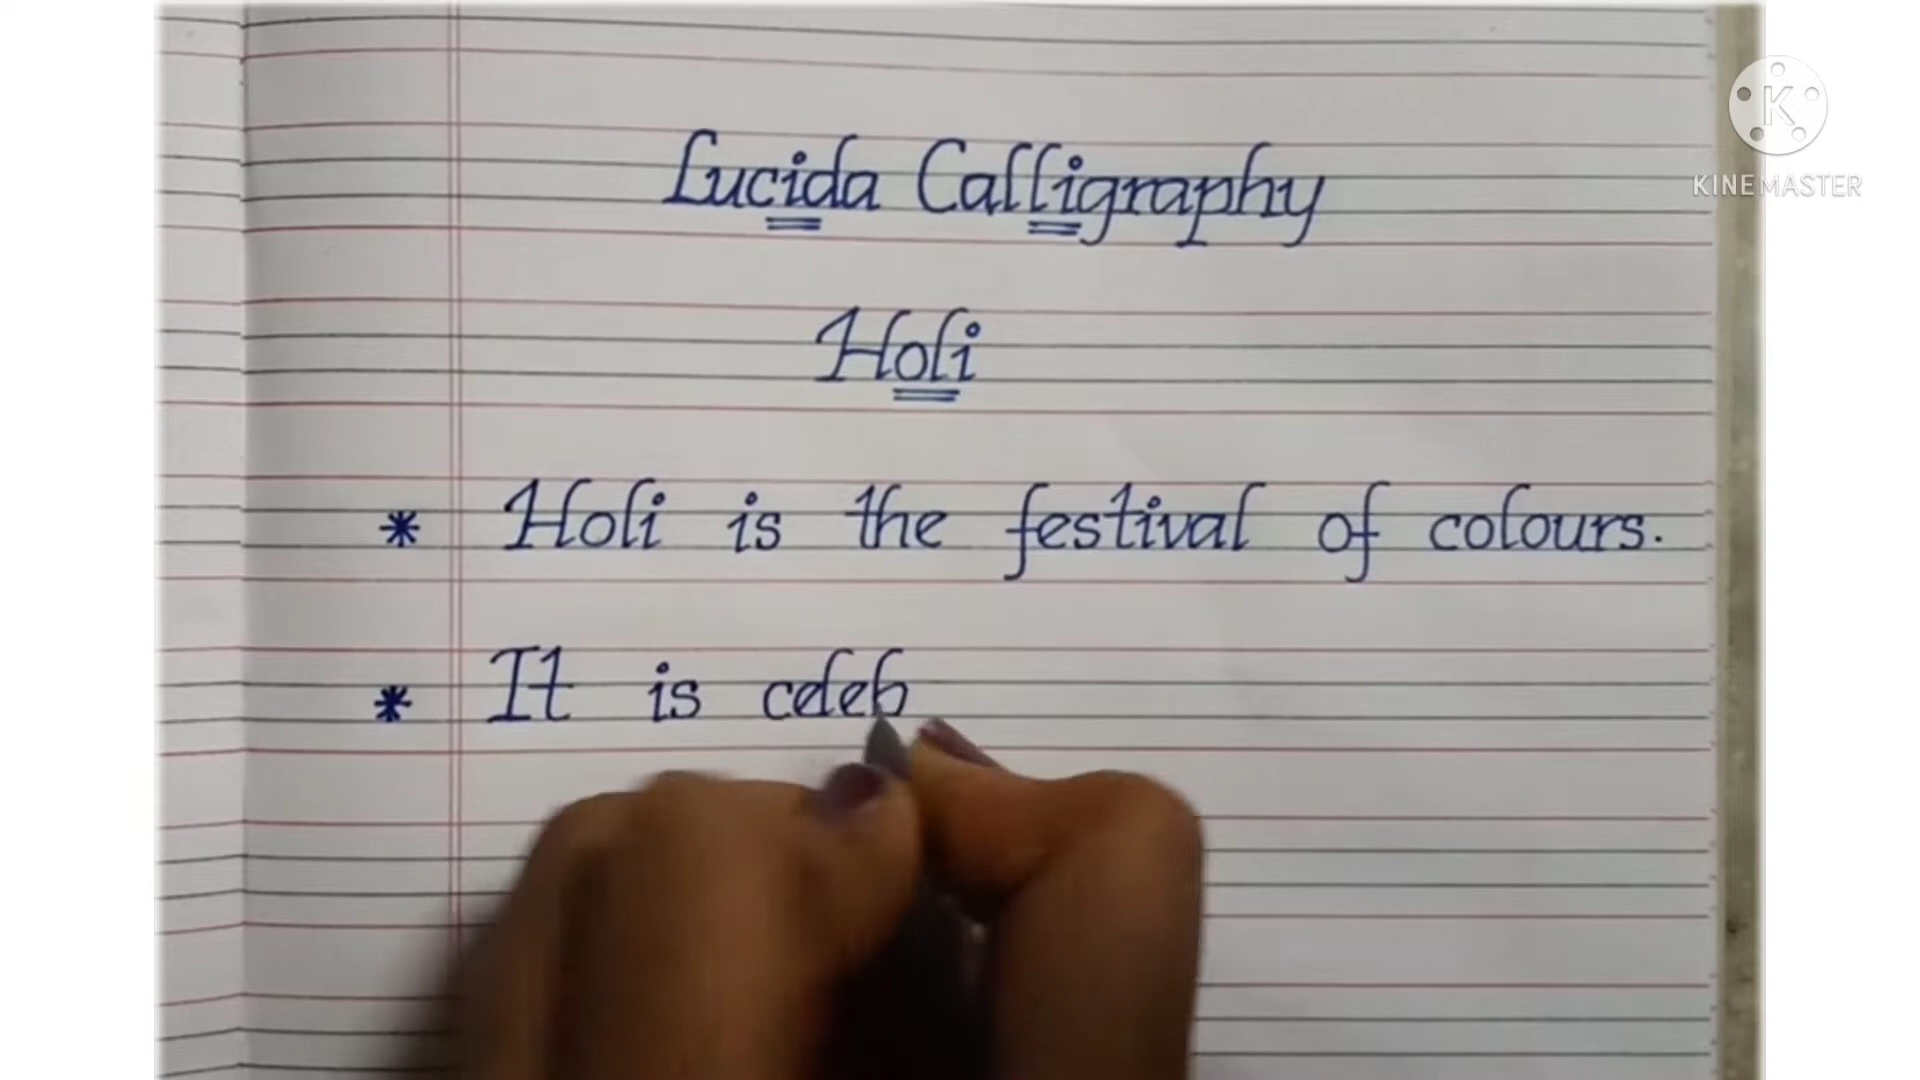 Lucida Calligraphy
KINEMASTER
Holi
* Holi is the festival of colours.
* It is celeb